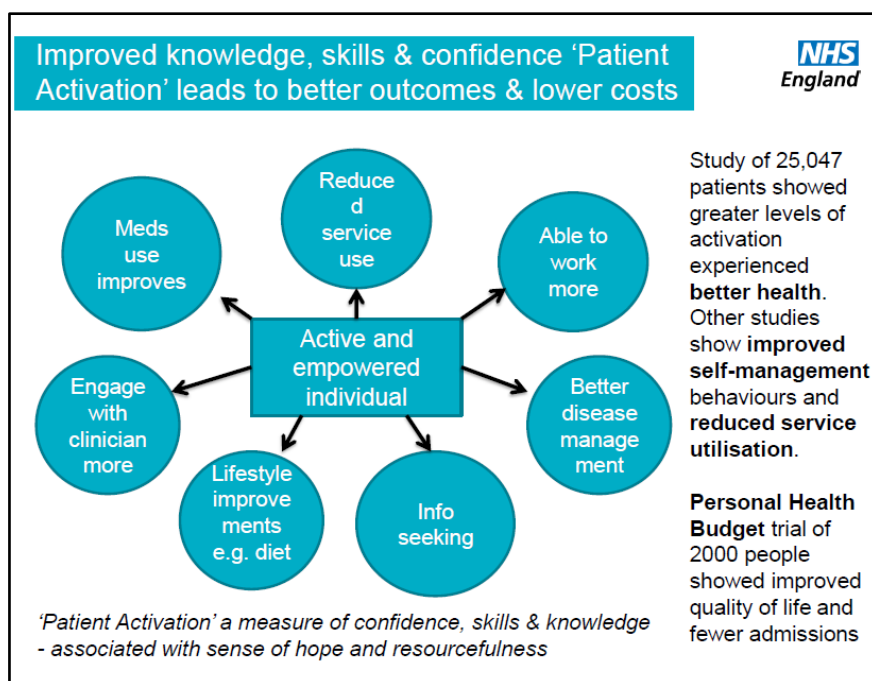 Improved knowledge, skills & confidence ‘Patient
Activation’ leads to better outcomes & lower costs
NHS
England
Meds
use
improves
Reduce
d
service
use
Able to
work
more
Active and
empowered
individual
Engage
with
clinician
more
Better
disease
manage
ment
Lifestyle
improve
ments
e.g. diet
Info
seeking
‘Patient Activation’ a measure of confidence, skills & knowledge
- associated with sense of hope and resourcefulness
Study of 25,047
patients showed
greater levels of
activation
experienced
better health.
Other studies
show improved
self-management
behaviours and
reduced service
utilisation.
Personal Health
Budget trial of
2000 people
showed improved
quality of life and
fewer admissions